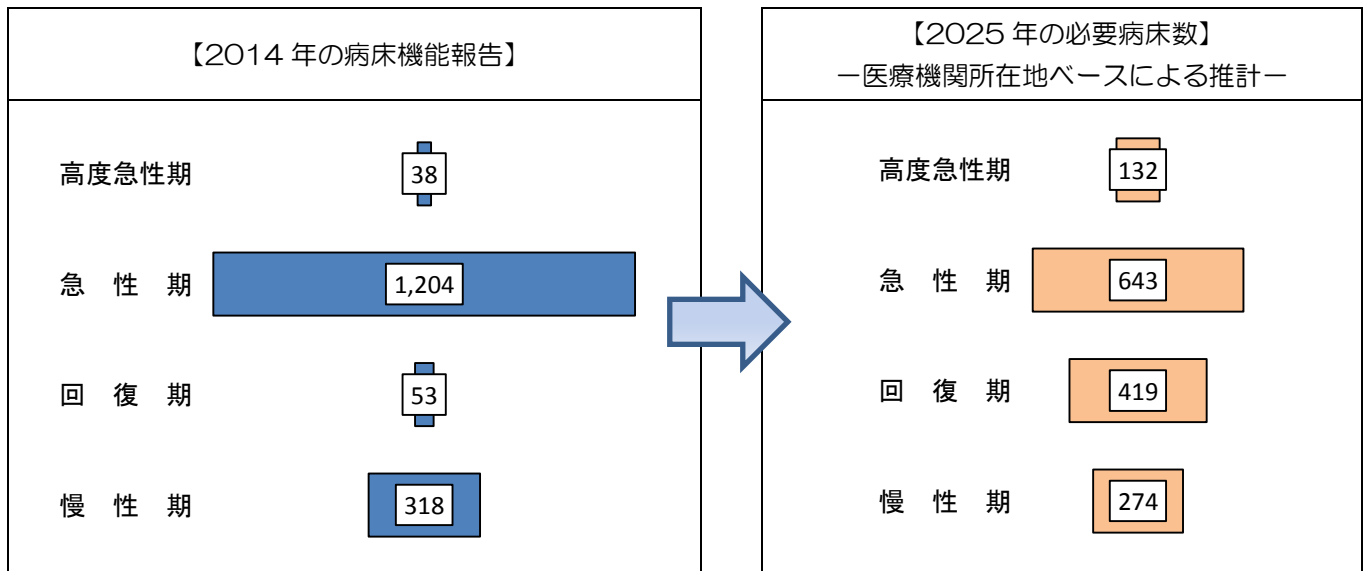 【2014 年の病床機能報告】
高度急性期 38
急 性 期 1,204
回 復 期 53
慢 性 期 318
【2025 年の必要病床数】
－医療機関所在地ベースによる推計－
高度急性期 132
急 性 期 643
回 復 期 419
慢 性 期 274